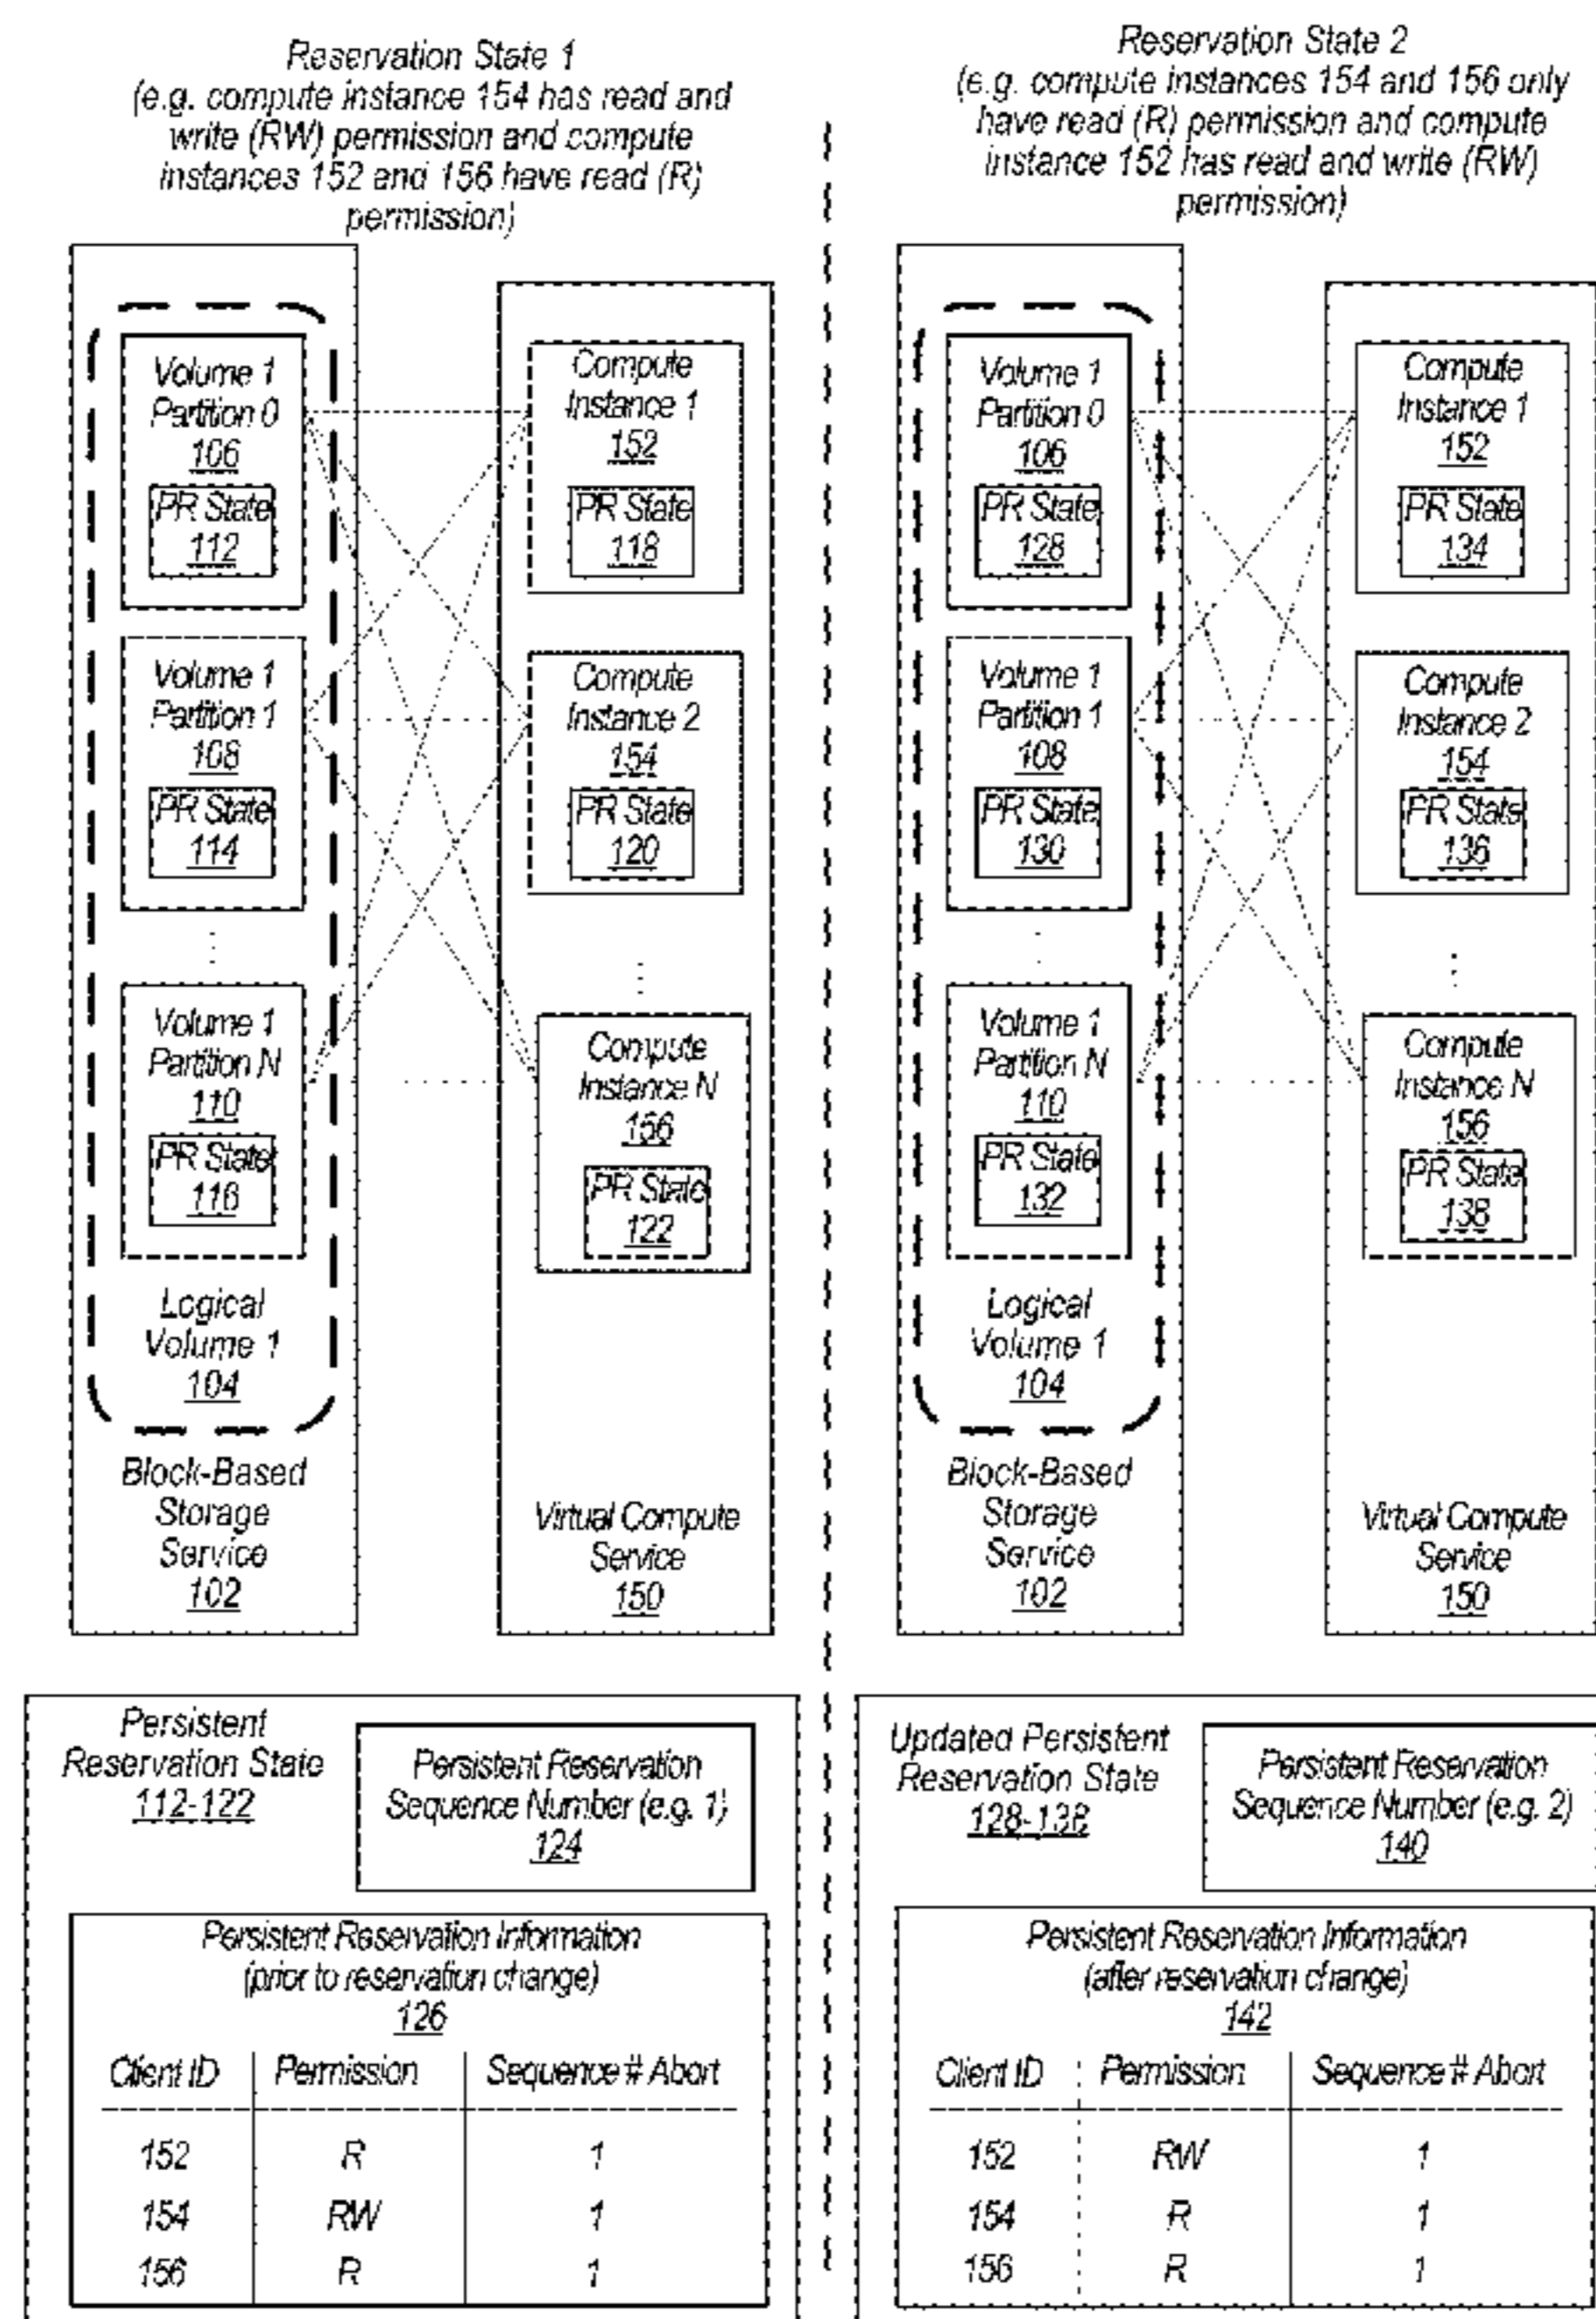 Reservation State 1
(e.g. compute instance 154 has read and
write (RW) permission and compute
instances 152 and 156 have read (R)
permission)
Volume 1
Partition 0
106
PR State
112
Volume 1
Partition 1
108
PR State
114
Volume 1
Partition N
110
PR State
116
Logical
Volume 1
104
Block-Based
Storage
Service
102
Compute
Instance 1
152
PR State
118
Compute
Instance 2
154
PR State
120
Compute
Instance N
156
PR State
122
Virtual Compute
Service
150
Persistent
Reservation State
112-122
Persistent Reservation
Sequence Number (e.g. 1)
124
Persistent Reservation Information
(prior to reservation change)
126
Client ID Permission Sequence # Abort
152 R 1
154 RW 1
156 R 1
Reservation State 2
(e.g. compute instances 154 and 156 only
have read (R) permission and compute
instance 152 has read and write (RW)
permission)
Volume 1
Partition 0
106
PR State
128
Volume 1
Partition 1
108
PR State
130
Volume 1
Partition N
110
PR State
132
Logical
Volume 1
104
Block-Based
Storage
Service
102
Compute
Instance 1
152
PR State
134
Compute
Instance 2
154
PR State
136
Compute
Instance N
156
PR State
138
Virtual Compute
Service
150
Updated Persistent
Reservation State
128-138
Persistent Reservation
Sequence Number (e.g. 2)
140
Persistent Reservation Information
(after reservation change)
142
Client ID Permission Sequence # Abort
152 RW 1
154 R 1
156 R 1